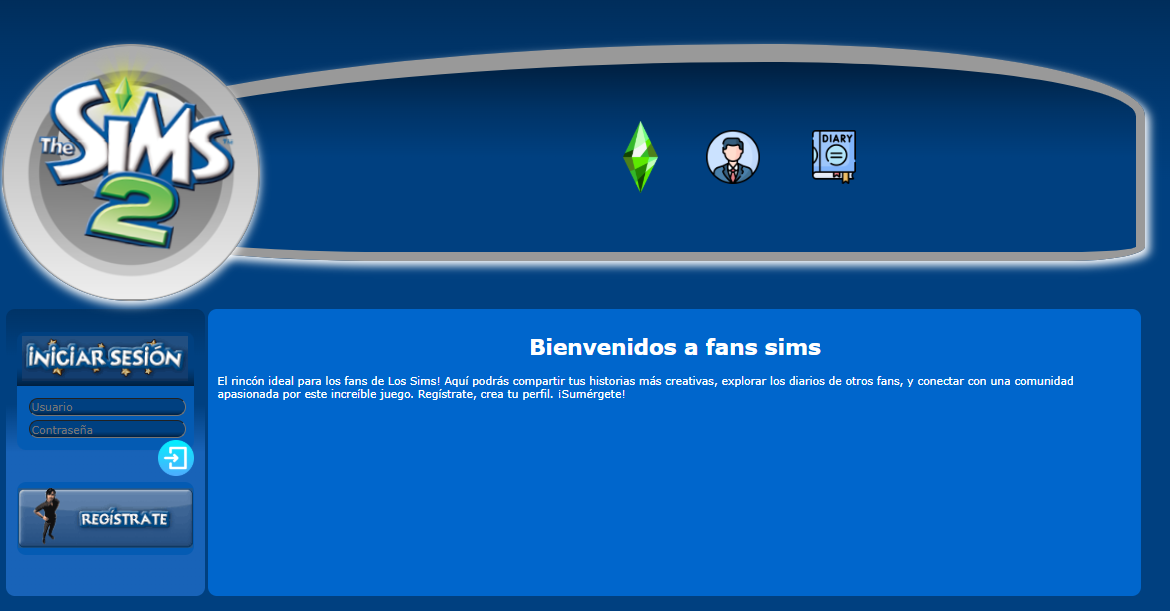 The SiMS™
2
DIARY
INICIAR SESIÓN
Usuario
Contraseña
REGÍSTRATE
Bienvenidos a fans sims
El rincón ideal para los fans de Los Sims! Aquí podrás compartir tus historias más creativas, explorar los diarios de otros fans, y conectar con una comunidad
apasionada por este increíble juego. Regístrate, crea tu perfil. ¡Sumérgete!